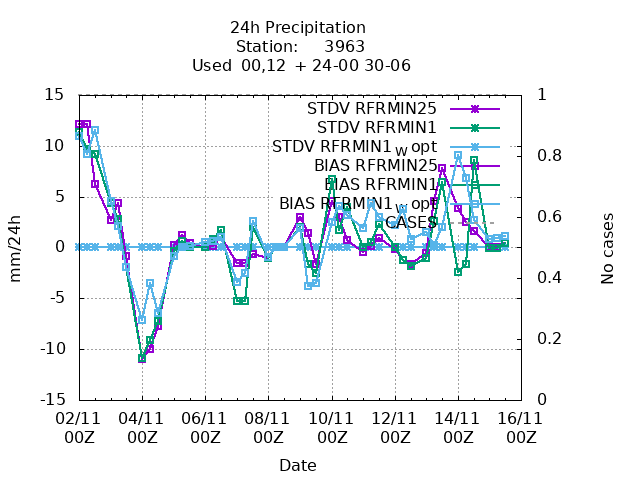 24h Precipitation
Station: 3963
Used 00,12 + 24-00 30-06
15 1
STDV RFRMIN25
STDV RFRMIN1
10 STDV RFRMIN1w opt 0.8
BIAS RFRMIN25
5 BIAS RFRMIN1
BIAS RFRMIN1w opt 0.6
CASES
mm/24h 0 No cases
-5 0.4
-10 0.2
-15 0
02/11 04/11 06/11 08/11 10/11 12/11 14/11 16/11
00Z 00Z 00Z 00Z 00Z 00Z 00Z 00Z
Date